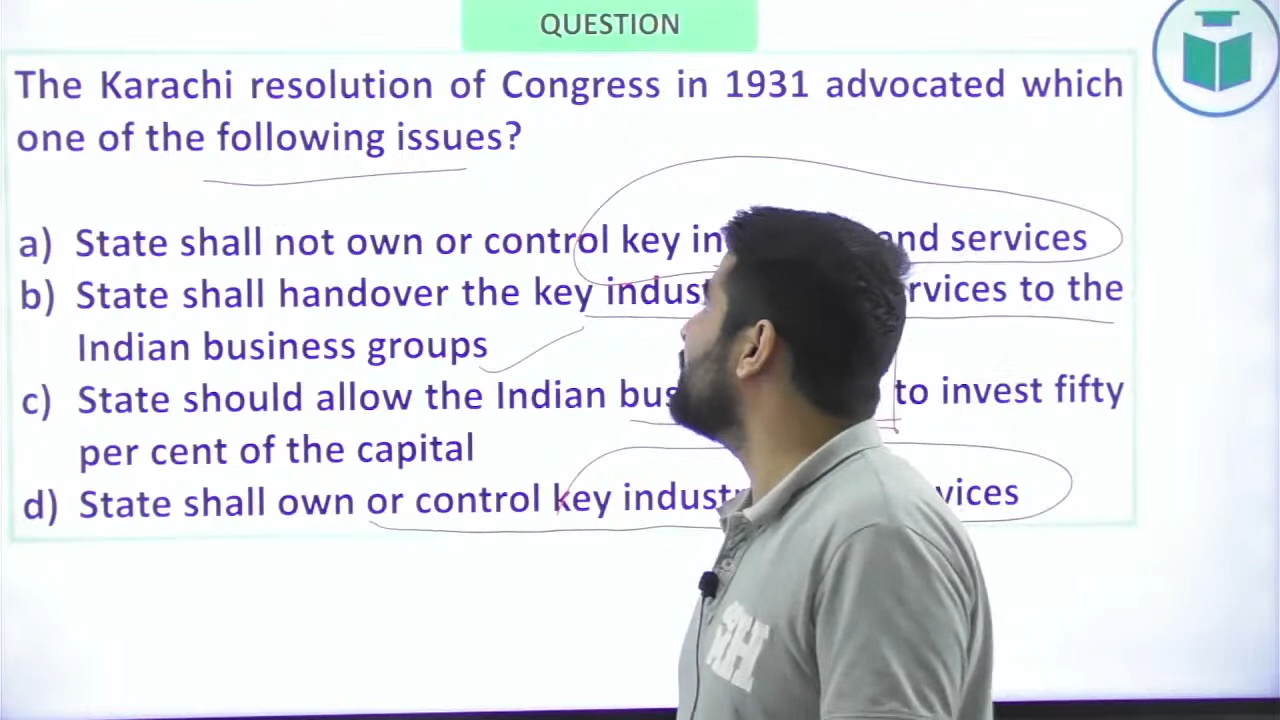 QUESTION
The Karachi resolution of Congress in 1931 advocated which
one of the following issues?
a) State shall not own or control key in and services
b) State shall handover the key indust rvices to the
Indian business groups
c) State should allow the Indian bus to invest fifty
per cent of the capital
d) State shall own or control key indust vices